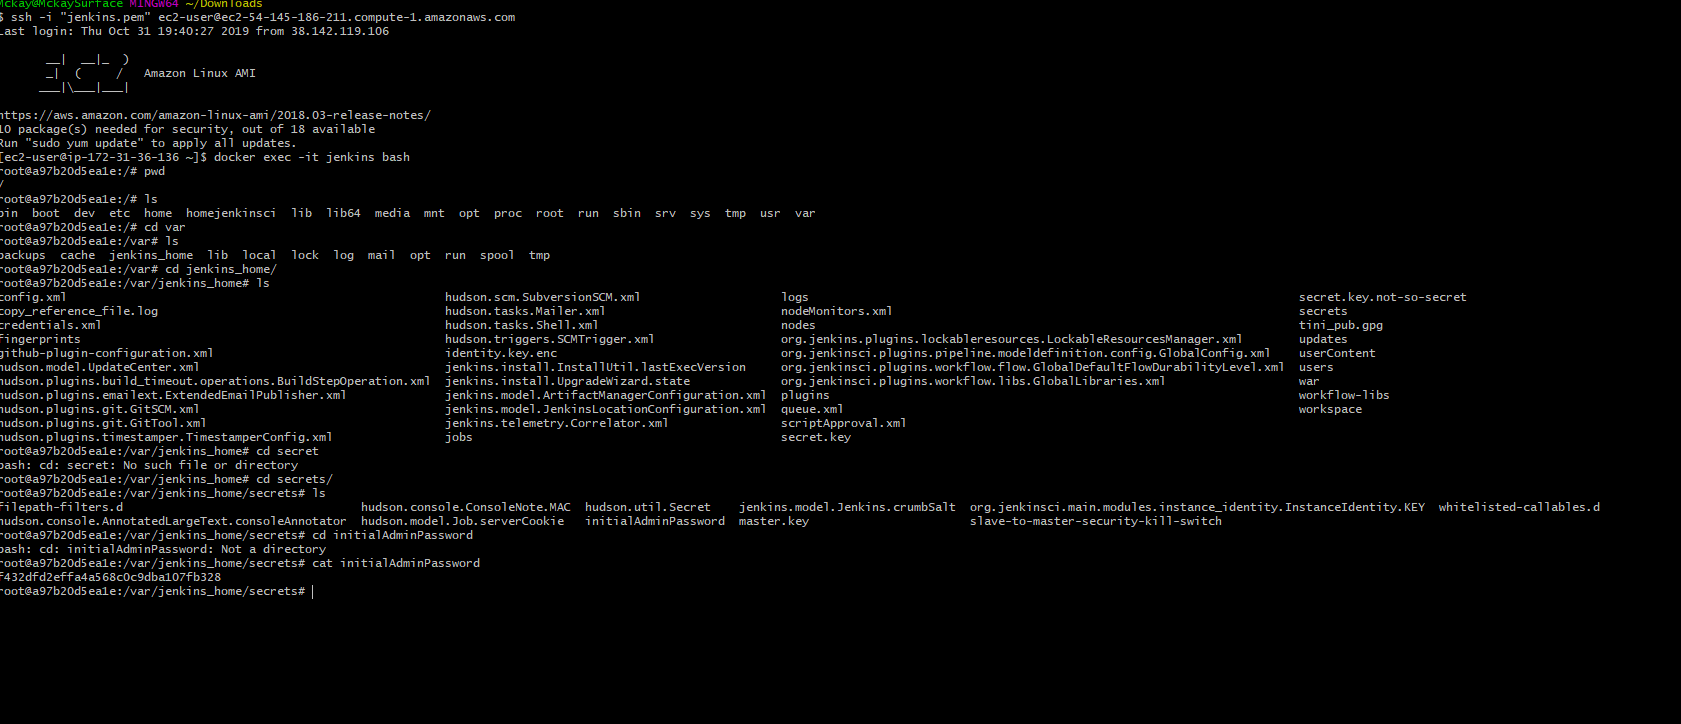 Mckay@MckaySurface MINGW64 ~/Downloads
$ ssh -i "jenkins.pem" ec2-user@ec2-54-145-186-211.compute-1.amazonaws.com
Last login: Thu Oct 31 19:40:27 2019 from 38.142.119.106
__|  __|_  )
_|  (     /   Amazon Linux AMI
___|\___|___|
https://aws.amazon.com/amazon-linux-ami/2018.03-release-notes/
10 package(s) needed for security, out of 18 available
Run "sudo yum update" to apply all updates.
[ec2-user@ip-172-31-36-136 ~]$ docker exec -it jenkins bash
root@a97b20d5ea1e:/# pwd
/
root@a97b20d5ea1e:/# ls
bin  boot  dev  etc  home  homejenkinsci  lib  lib64  media  mnt  opt  proc  root  run  sbin  srv  sys  tmp  usr  var
root@a97b20d5ea1e:/# cd var
root@a97b20d5ea1e:/var# ls
backups  cache  jenkins_home  lib  local  lock  log  mail  opt  run  spool  tmp
root@a97b20d5ea1e:/var# cd jenkins_home/
root@a97b20d5ea1e:/var/jenkins_home# ls
config.xml  hudson.scm.SubversionSCM.xml  logs  secret.key.not-so-secret
copy_reference_file.log  hudson.tasks.Mailer.xml  nodeMonitors.xml  secrets
credentials.xml  hudson.tasks.Shell.xml  nodes  tini_pub.gpg
fingerprints  hudson.triggers.SCMTrigger.xml  org.jenkins.plugins.lockableresources.LockableResourcesManager.xml  updates
github-plugin-configuration.xml  identity.key.enc  org.jenkinsci.plugins.pipeline.modeldefinition.config.GlobalConfig.xml  userContent
hudson.model.UpdateCenter.xml  jenkins.install.InstallUtil.lastExecVersion  org.jenkinsci.plugins.workflow.flow.GlobalDefaultFlowDurabilityLevel.xml  users
hudson.plugins.build_timeout.operations.BuildStepOperation.xml  jenkins.install.UpgradeWizard.state  org.jenkinsci.plugins.workflow.libs.GlobalLibraries.xml  war
hudson.plugins.emailext.ExtendedEmailPublisher.xml  jenkins.model.ArtifactManagerConfiguration.xml  plugins  workflow-libs
hudson.plugins.git.GitSCM.xml  jenkins.model.JenkinsLocationConfiguration.xml  queue.xml  workspace
hudson.plugins.git.GitTool.xml  jenkins.telemetry.Correlator.xml  scriptApproval.xml
hudson.plugins.timestamper.TimestamperConfig.xml  jobs  secret.key
root@a97b20d5ea1e:/var/jenkins_home# cd secret
bash: cd: secret: No such file or directory
root@a97b20d5ea1e:/var/jenkins_home# cd secrets/
root@a97b20d5ea1e:/var/jenkins_home/secrets# ls
filepath-filters.d  hudson.console.ConsoleNote.MAC  hudson.util.Secret  jenkins.model.Jenkins.crumbSalt  org.jenkinsci.main.modules.instance_identity.InstanceIdentity.KEY  whitelisted-callables.d
hudson.console.AnnotatedLargeText.consoleAnnotator  hudson.model.Job.serverCookie  initialAdminPassword  master.key  slave-to-master-security-kill-switch
root@a97b20d5ea1e:/var/jenkins_home/secrets# cd initialAdminPassword
bash: cd: initialAdminPassword: Not a directory
root@a97b20d5ea1e:/var/jenkins_home/secrets# cat initialAdminPassword
f432dfd2effa4a568c0c9dba107fb328
root@a97b20d5ea1e:/var/jenkins_home/secrets#